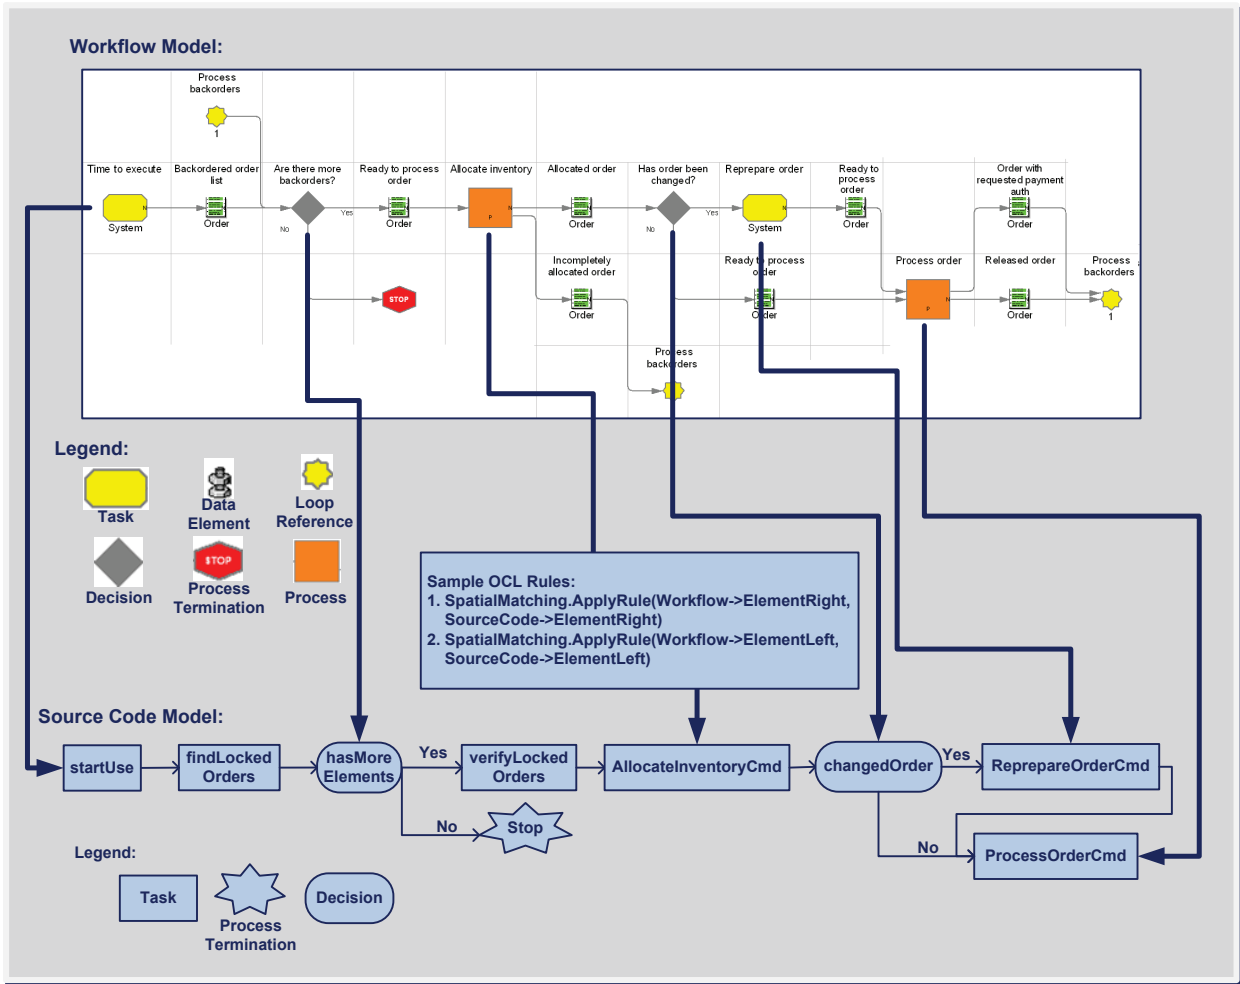 Workflow Model:
Process
backorders
1
Time to execute
Backordered order
list
Are there more
backorders?
Ready to process
order
Allocate inventory
Allocated order
Has order been
changed?
Reprepare order
Ready to
process
order
Order with
requested payment
auth
N
System
Order
Yes
No
N
Order
N
P
N
Order
Yes
No
N
System
N
Order
N
Order
STOP
Incompletely
allocated order
N
Order
Ready to process
order
N
Order
Process order
N
P
Released order
N
Order
Process
backorders
1
Process
backorders
Legend:
Task
Data
Element
Loop
Reference
Decision
STOP
Process
Termination
Process
Sample OCL Rules:
1. SpatialMatching.ApplyRule(Workflow->ElementRight,
SourceCode->ElementRight)
2. SpatialMatching.ApplyRule(Workflow->ElementLeft,
SourceCode->ElementLeft)
Source Code Model:
startUse
findLocked
Orders
hasMore
Elements
Yes
No
verifyLocked
Orders
Stop
AllocateInventoryCmd
changedOrder
Yes
No
ReprepareOrderCmd
ProcessOrderCmd
Legend:
Task
Process
Termination
Decision